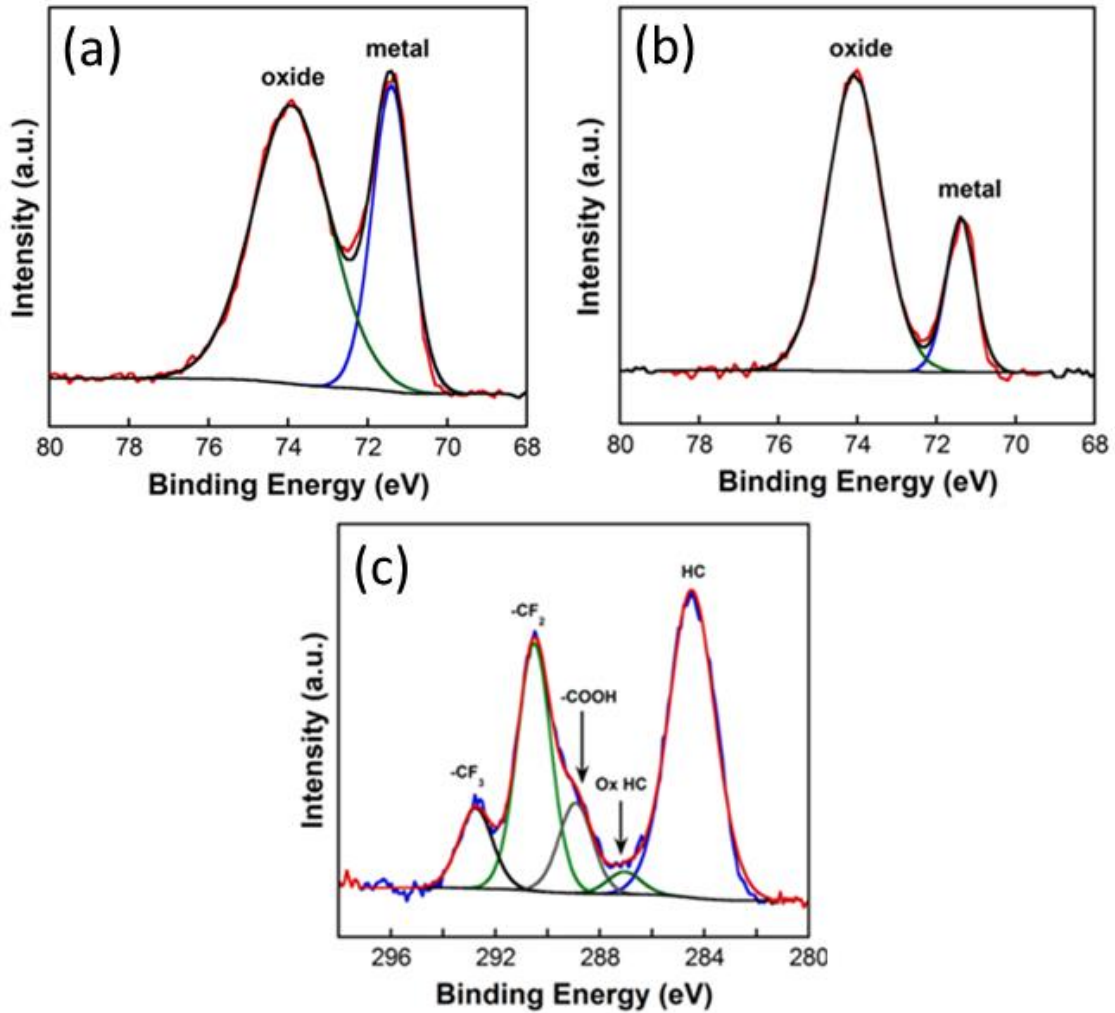 (a)
metal
oxide
Intensity (a.u.)
80 78 76 74 72 70 68
Binding Energy (eV)
(b)
oxide
metal
Intensity (a.u.)
80 78 76 74 72 70 68
Binding Energy (eV)
(c)
HC
-CF₂
-COOH
-CF₃
Ox HC
Intensity (a.u.)
296 292 288 284 280
Binding Energy (eV)